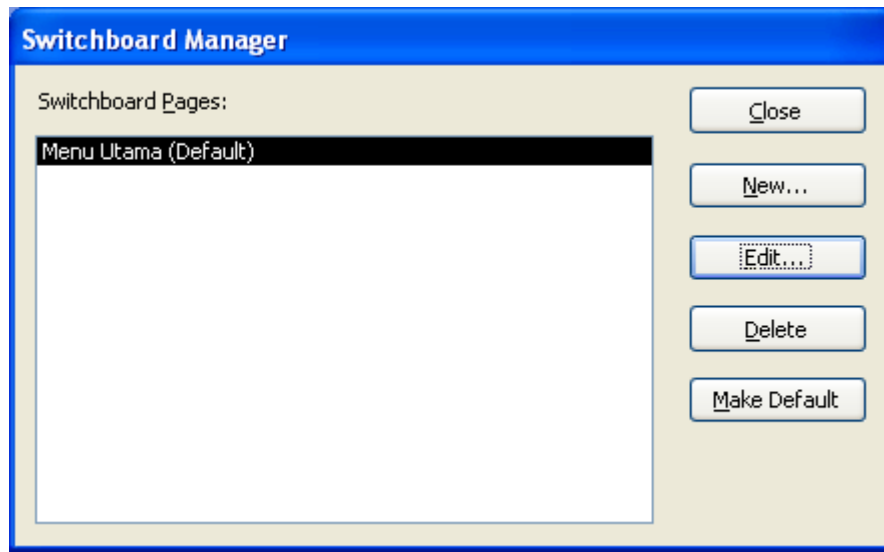 Switchboard Manager
Switchboard Pages:
Menu Utama (Default)
Close
New...
Edit...
Delete
Make Default